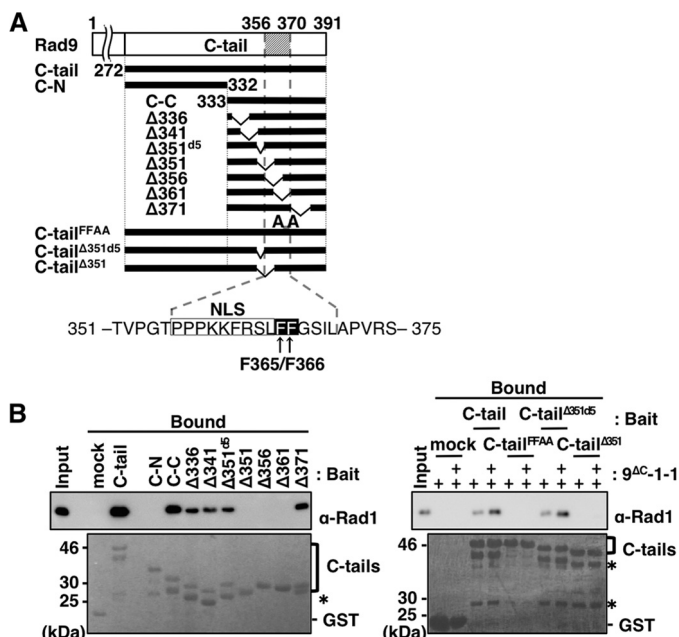 A
1 356 370 391
Rad9 C-tail
C-tail 272
C-N 332
C-C 333
Δ336
Δ341
Δ351d5
Δ351
Δ356
Δ361
Δ371
A A
C-tailFFAA
C-tailΔ351d5
C-tailΔ351
NLS
351 –TVPGTPPPKKFRSLFFGSILAPVRS– 375
F365/F366
B
Bound
Input mock C-tail C-N C-C Δ336 Δ341 Δ351d5 Δ351 Δ356 Δ361 Δ371 : Bait
α-Rad1
46
30
25
(kDa)
C-tails
*
GST
Bound
C-tail C-tailΔ351d5 : Bait
Input mock C-tailFFAA C-tailΔ351
+ + + + + : 9ΔC-1-1
+ + + + + + + + + +
α-Rad1
46
30
25
(kDa)
C-tails
*
*
GST